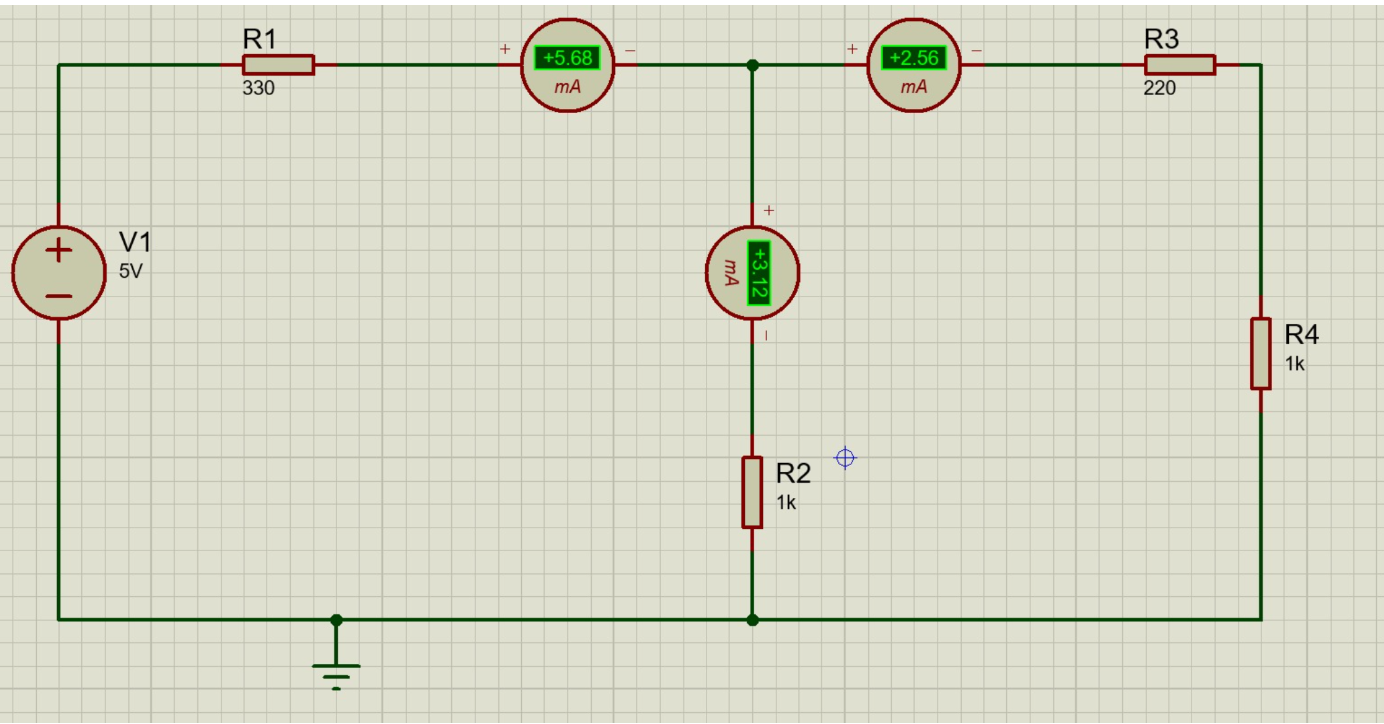 R1
330
+5.68
mA
+2.56
mA
R3
220
V1
5V
+3.12
mA
R4
1k
R2
1k